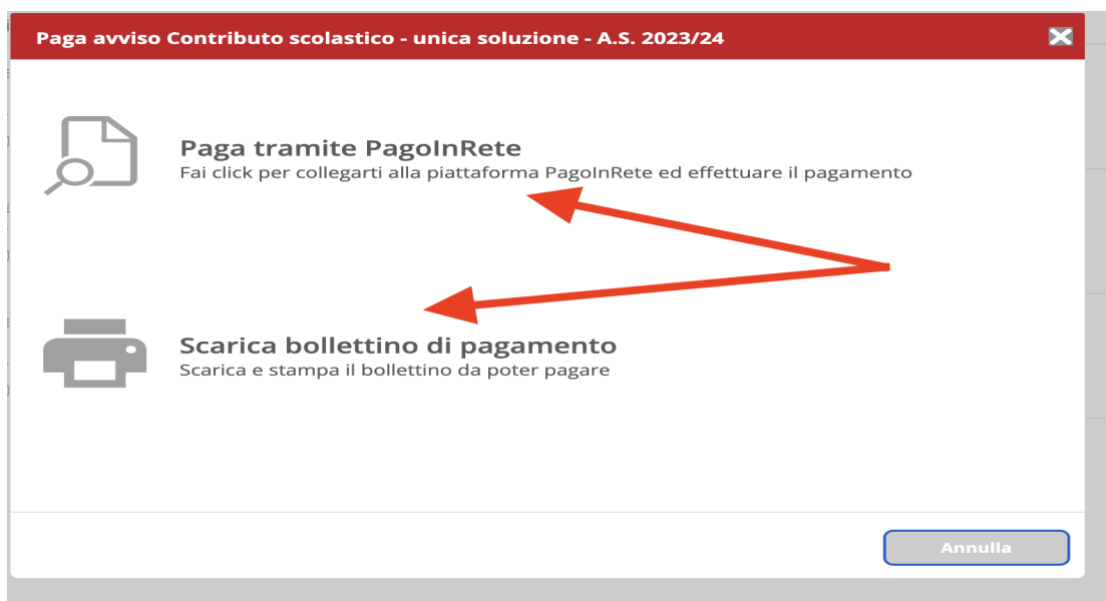 Paga avviso Contributo scolastico - unica soluzione - A.S. 2023/24
Paga tramite PagoInRete
Fai click per collegarti alla piattaforma PagoInRete ed effettuare il pagamento
Scarica bollettino di pagamento
Scarica e stampa il bollettino da poter pagare
Annulla